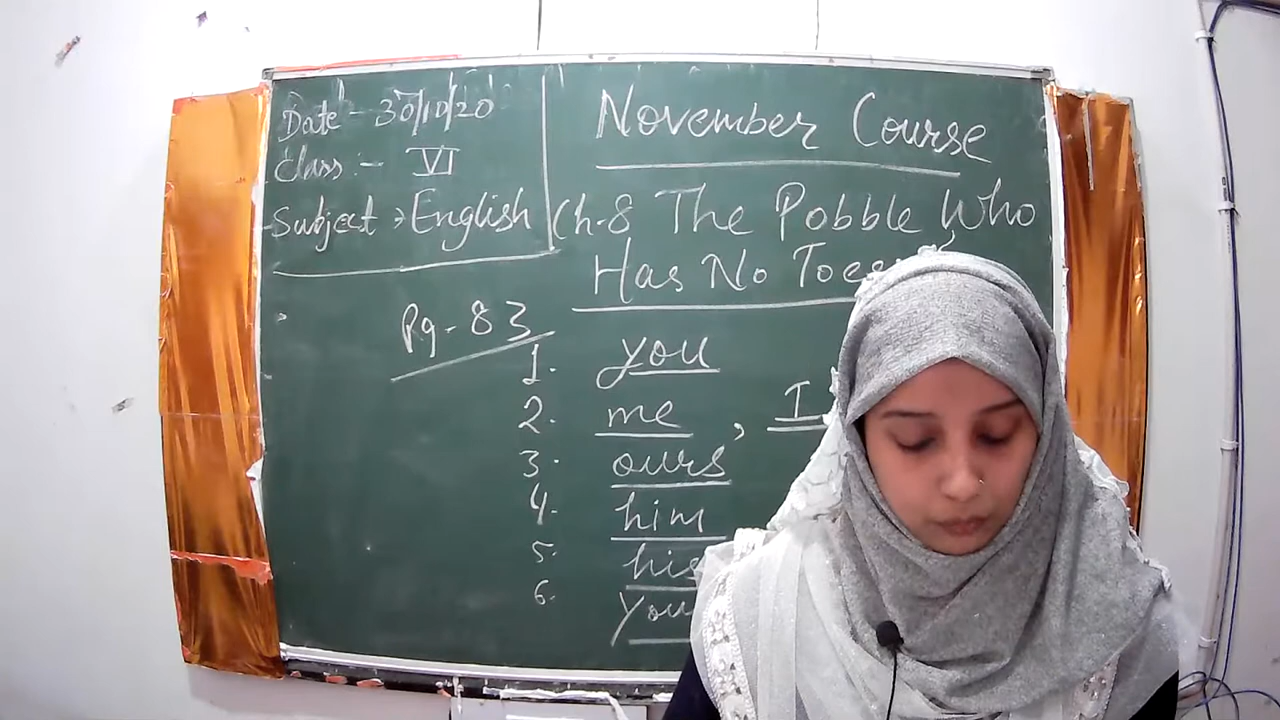 Date - 30/10/20
Class :- VI
Subject → English
November Course
Ch-8 The Pobble Who
Has No Toes
Pg - 83
1. you
2. me, I
3. ours
4. him
5. his
6.